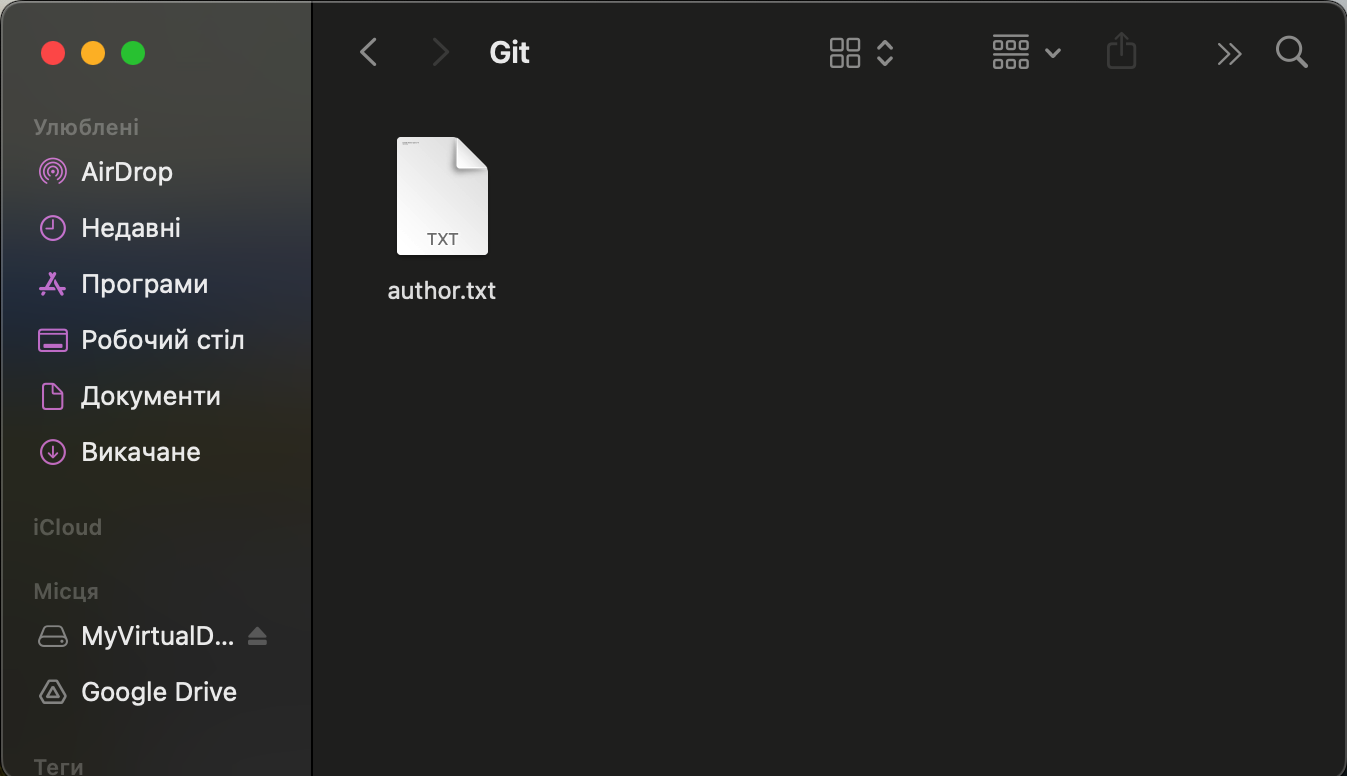 Git
Улюблені
AirDrop
Недавні
Програми
Робочий стіл
Документи
Викачане
iCloud
Місця
MyVirtualD...
Google Drive
Теги
TXT
author.txt